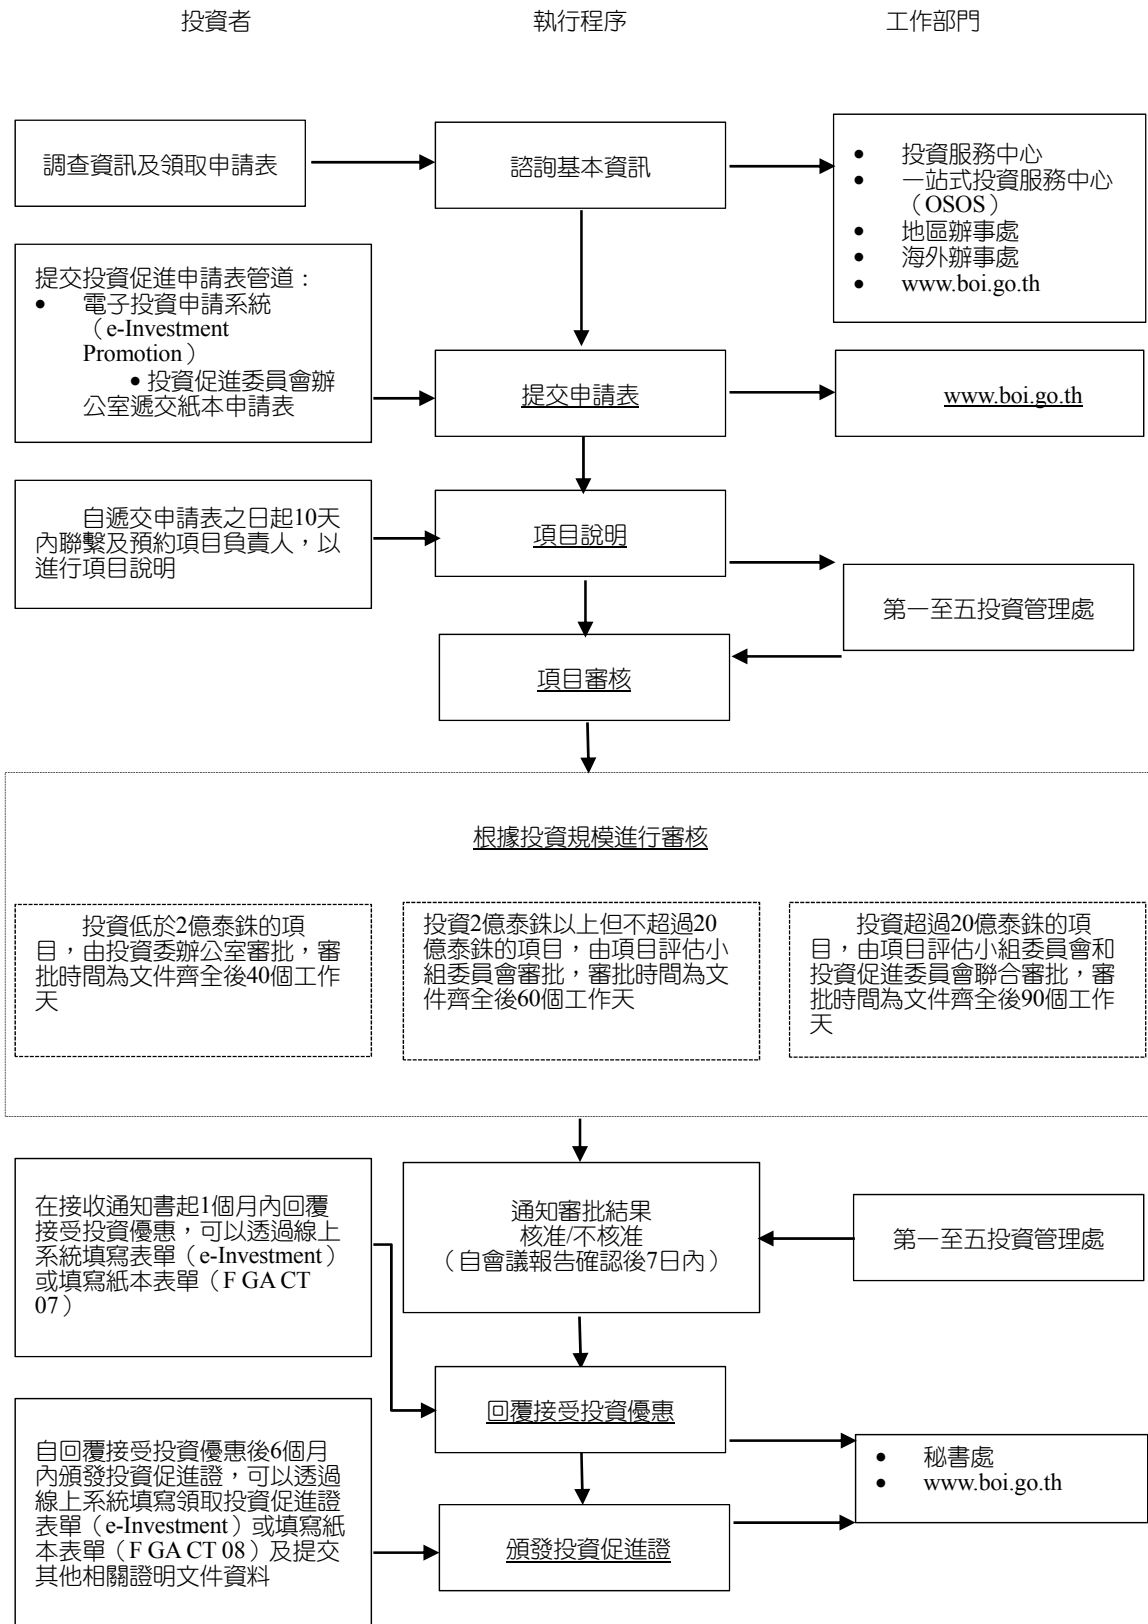 投資者
執行程序
工作部門
調查資訊及領取申請表
諮詢基本資訊
• 投資服務中心
• 一站式投資服務中心
（OSOS）
• 地區辦事處
• 海外辦事處
• www.boi.go.th
提交投資促進申請表管道：
• 電子投資申請系統
（e-Investment
Promotion）
• 投資促進委員會辦
公室遞交紙本申請表
提交申請表
www.boi.go.th
自遞交申請表之日起10天
內聯繫及預約項目負責人，以
進行項目說明
項目說明
第一至五投資管理處
項目審核
根據投資規模進行審核
投資低於2億泰銖的項
目，由投資委辦公室審批，審
批時間為文件齊全後40個工作
天
投資2億泰銖以上但不超過20
億泰銖的項目，由項目評估小
組委員會審批，審批時間為文
件齊全後60個工作天
投資超過20億泰銖的項
目，由項目評估小組委員會和
投資促進委員會聯合審批，審
批時間為文件齊全後90個工作
天
在接收通知書起1個月內回覆
接受投資優惠，可以透過線上
系統填寫表單（e-Investment）
或填寫紙本表單（F GA CT
07）
通知審批結果
核准/不核准
（自會議報告確認後7日內）
第一至五投資管理處
回覆接受投資優惠
自回覆接受投資優惠後6個月
內頒發投資促進證，可以透過
線上系統填寫領取投資促進證
表單（e-Investment）或填寫紙
本表單（F GA CT 08）及提交
其他相關證明文件資料
• 秘書處
• www.boi.go.th
頒發投資促進證